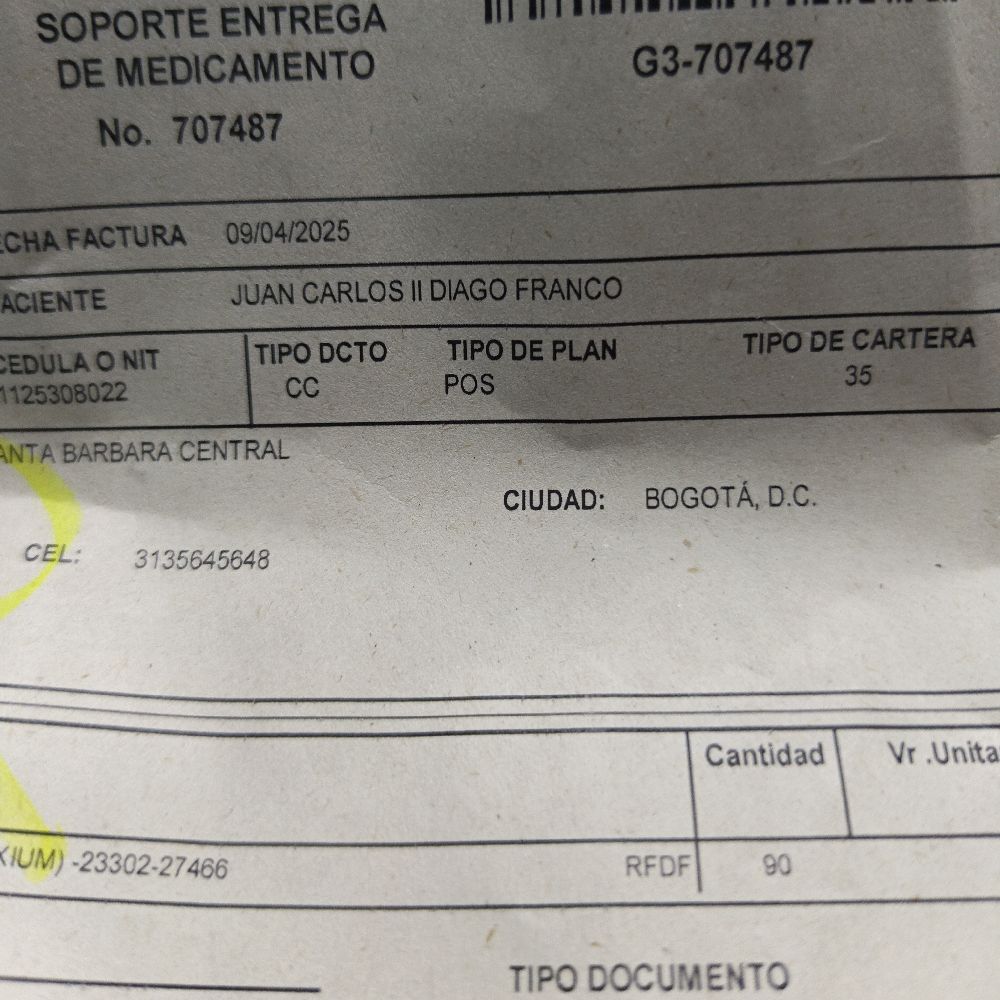 SOPORTE ENTREGA
DE MEDICAMENTO
No. 707487
G3-707487
ECHA FACTURA 09/04/2025
ACIENTE JUAN CARLOS II DIAGO FRANCO
CEDULA O NIT TIPO DCTO TIPO DE PLAN TIPO DE CARTERA
1125308022 CC POS 35
ANTA BARBARA CENTRAL
CIUDAD: BOGOTÁ, D.C.
CEL: 3135645648
Cantidad Vr .Unita
XIUM) -23302-27466 RFDF 90
TIPO DOCUMENTO